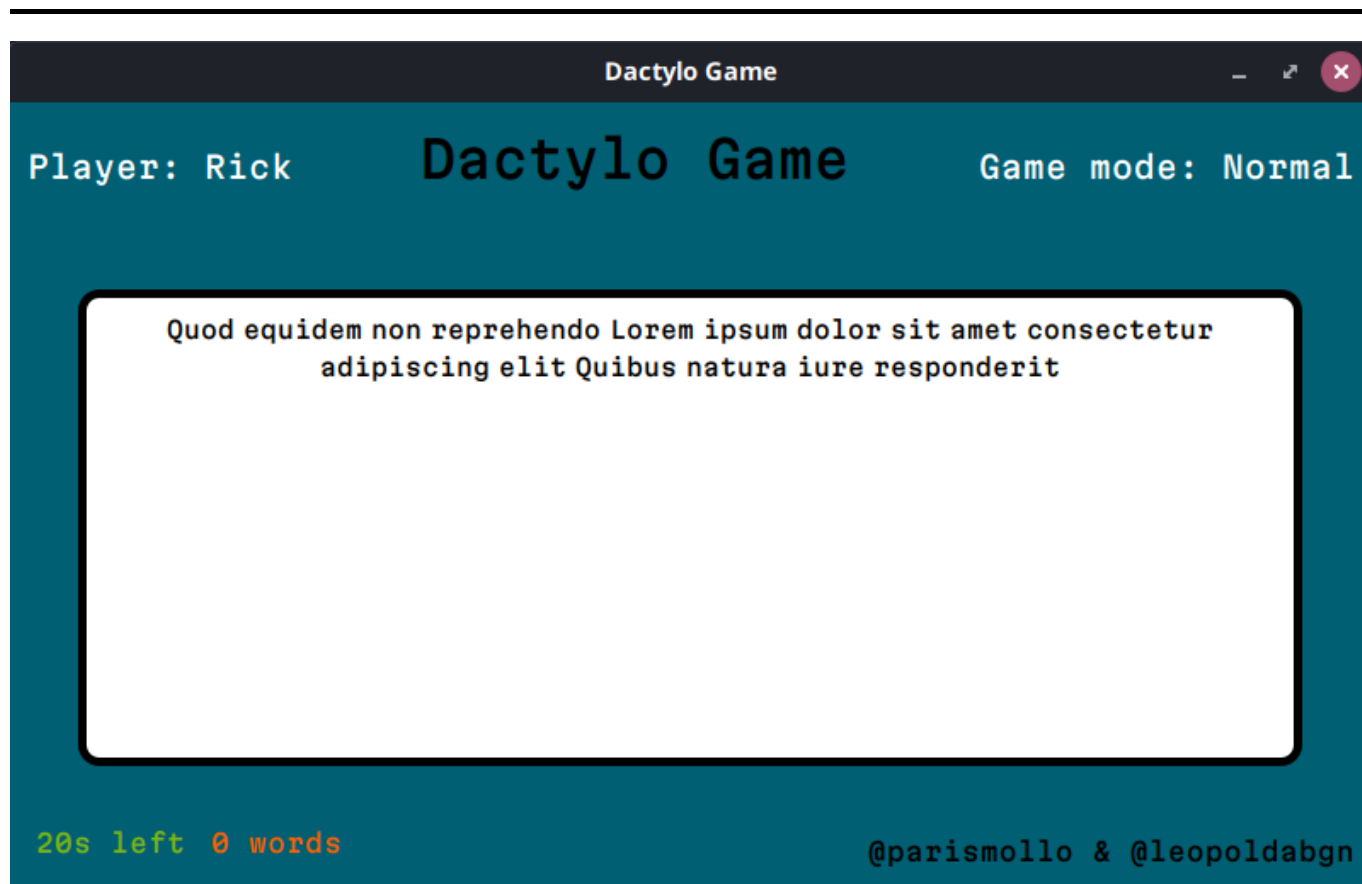 Dactylo Game
Player: Rick
Dactylo Game
Game mode: Normal
Quod equidem non reprehendo Lorem ipsum dolor sit amet consectetur
adipiscing elit Quibus natura iure responderit
20s left 0 words
@parismollo & @leopoldabgn